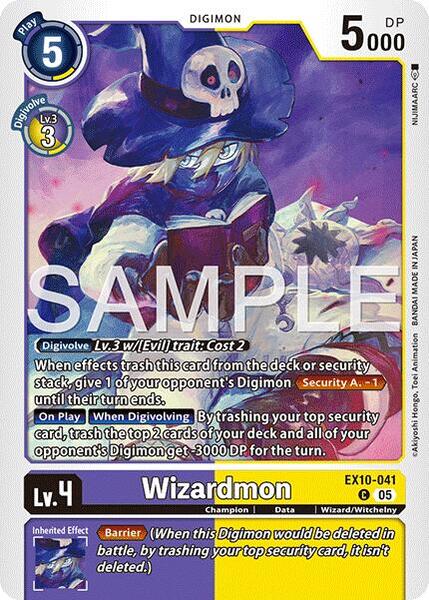 Play
5
DIGIMON
DP
5000
Digivolve
Lv.3
3
NIJIMAARC
SAMPLE
©Akiyoshi Hongo, Toei Animation BANDAI MADE IN JAPAN
Digivolve Lv.3 w/[Evil] trait: Cost 2
When effects trash this card from the deck or security
stack, give 1 of your opponent's Digimon Security A. -1
until their turn ends.
On Play When Digivolving By trashing your top security
card, trash the top 2 cards of your deck and all of your
opponent's Digimon get -3000 DP for the turn.
Lv.4
Wizardmon
EX10-041
C 05
Champion Data Wizard/Witchelny
Inherited Effect
Barrier (When this Digimon would be deleted in
battle, by trashing your top security card, it isn't
deleted.)